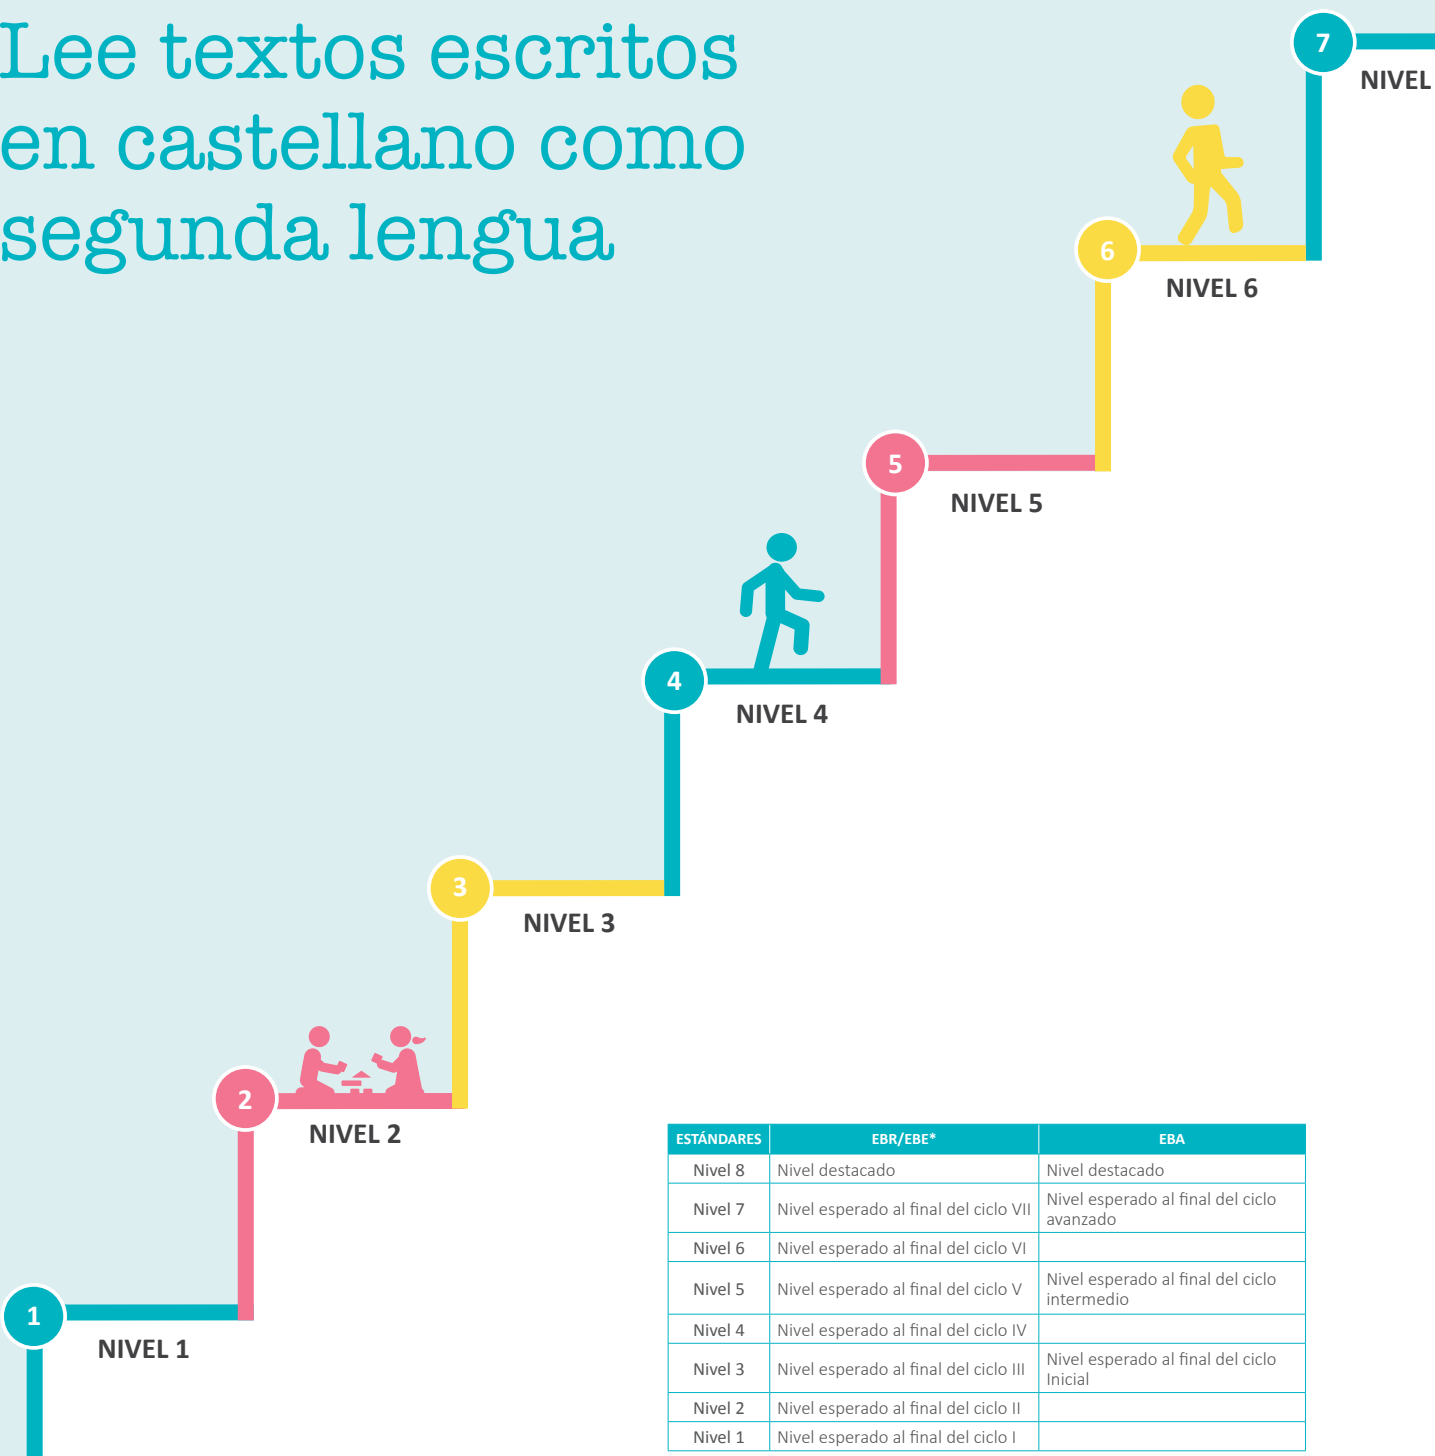 Lee textos escritos
en castellano como
segunda lengua
7
NIVEL
6
NIVEL 6
5
NIVEL 5
4
NIVEL 4
3
NIVEL 3
2
NIVEL 2
1
NIVEL 1
ESTÁNDARES EBR/EBE* EBA
Nivel 8 Nivel destacado Nivel destacado
Nivel 7 Nivel esperado al final del ciclo VII Nivel esperado al final del ciclo
avanzado
Nivel 6 Nivel esperado al final del ciclo VI
Nivel 5 Nivel esperado al final del ciclo V Nivel esperado al final del ciclo
intermedio
Nivel 4 Nivel esperado al final del ciclo IV
Nivel 3 Nivel esperado al final del ciclo III Nivel esperado al final del ciclo
Inicial
Nivel 2 Nivel esperado al final del ciclo II
Nivel 1 Nivel esperado al final del ciclo I